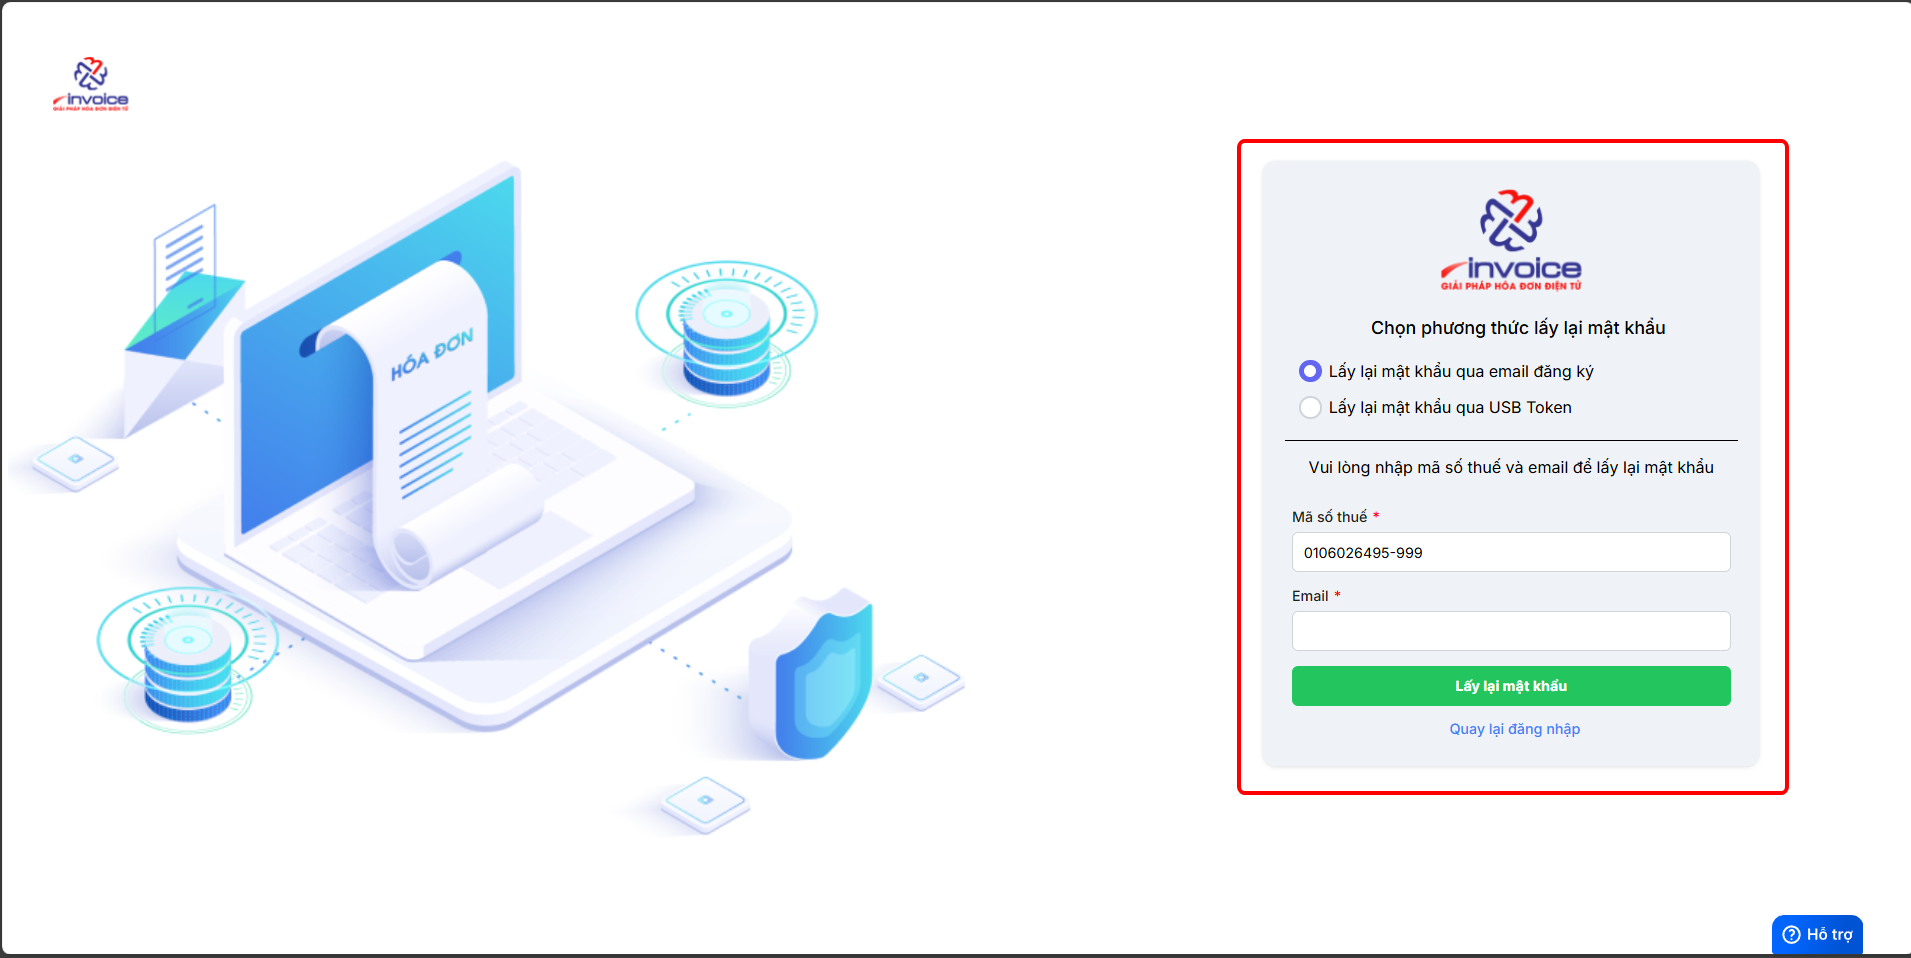 invoice
GIẢI PHÁP HÓA ĐƠN ĐIỆN TỬ
HÓA ĐƠN
invoice
GIẢI PHÁP HÓA ĐƠN ĐIỆN TỬ
Chọn phương thức lấy lại mật khẩu
Lấy lại mật khẩu qua email đăng ký
Lấy lại mật khẩu qua USB Token
Vui lòng nhập mã số thuế và email để lấy lại mật khẩu
Mã số thuế *
0106026495-999
Email *
Lấy lại mật khẩu
Quay lại đăng nhập
Hỗ trợ